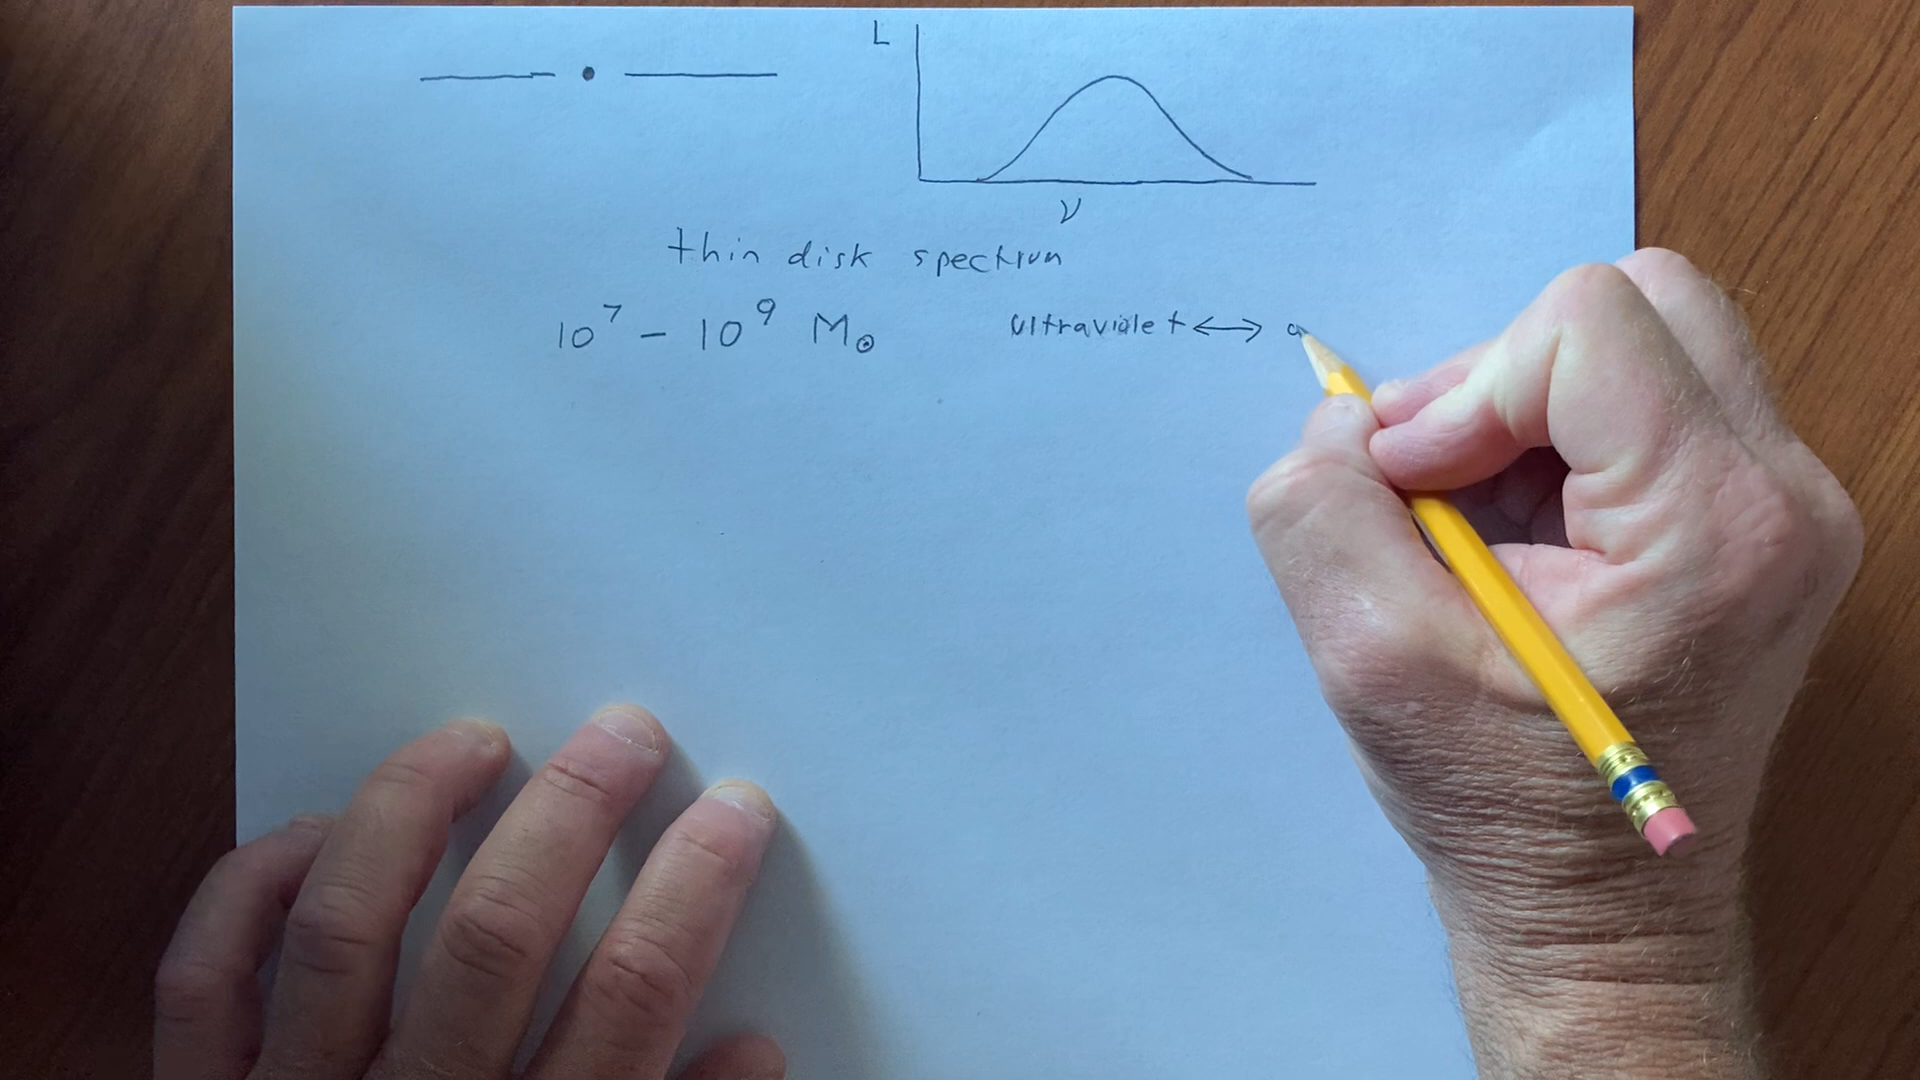 L
ν
thin disk spectrum
10⁷ – 10⁹ M⊙ Ultraviolet ⟷